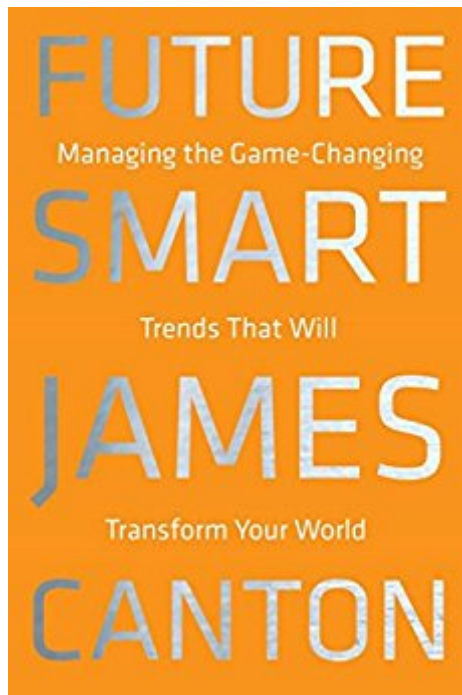 FUTURE
Managing the Game-Changing
SMART
Trends That Will
JAMES
Transform Your World
CANTON